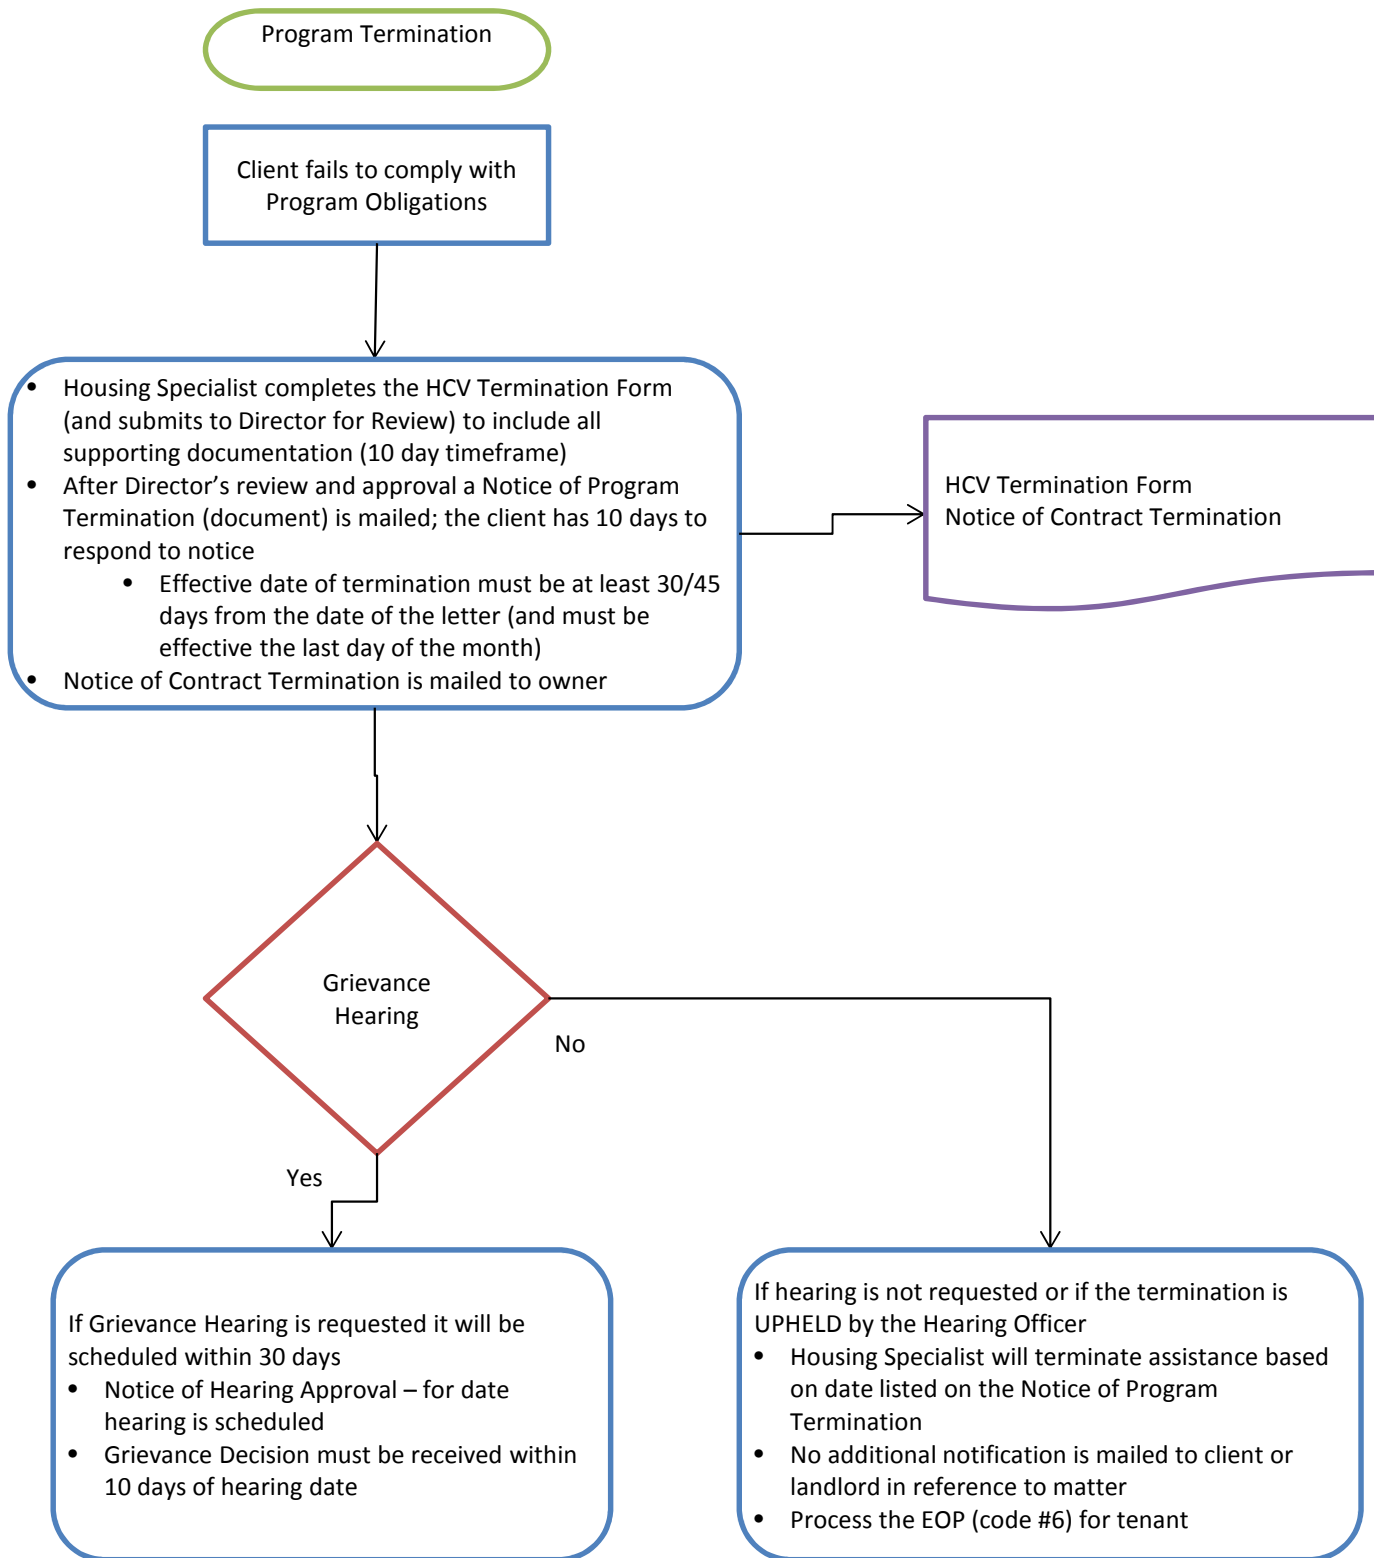 Program Termination
Client fails to comply with
Program Obligations
• Housing Specialist completes the HCV Termination Form
(and submits to Director for Review) to include all
supporting documentation (10 day timeframe)
• After Director’s review and approval a Notice of Program
Termination (document) is mailed; the client has 10 days to
respond to notice
• Effective date of termination must be at least 30/45
days from the date of the letter (and must be
effective the last day of the month)
• Notice of Contract Termination is mailed to owner
HCV Termination Form
Notice of Contract Termination
Grievance
Hearing
No
Yes
If Grievance Hearing is requested it will be
scheduled within 30 days
• Notice of Hearing Approval – for date
hearing is scheduled
• Grievance Decision must be received within
10 days of hearing date
If hearing is not requested or if the termination is
UPHELD by the Hearing Officer
• Housing Specialist will terminate assistance based
on date listed on the Notice of Program
Termination
• No additional notification is mailed to client or
landlord in reference to matter
• Process the EOP (code #6) for tenant